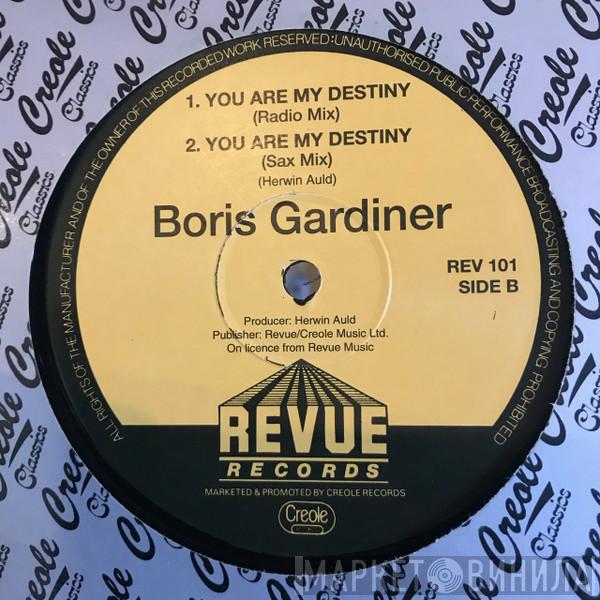 ALL RIGHTS OF THE MANUFACTURER AND OF THE OWNER OF THIS RECORDED WORK RESERVED: UNAUTHORISED PUBLIC PERFORMANCE BROADCASTING AND COPYING PROHIBITED
1. YOU ARE MY DESTINY
(Radio Mix)
2. YOU ARE MY DESTINY
(Sax Mix)
(Herwin Auld)
Boris Gardiner
REV 101
SIDE B
Producer: Herwin Auld
Publisher: Revue/Creole Music Ltd.
On licence from Revue Music
REVUE
RECORDS
MARKETED & PROMOTED BY CREOLE RECORDS
Creole
Creole
Classics
МАРКЕТ ВИНИЛА